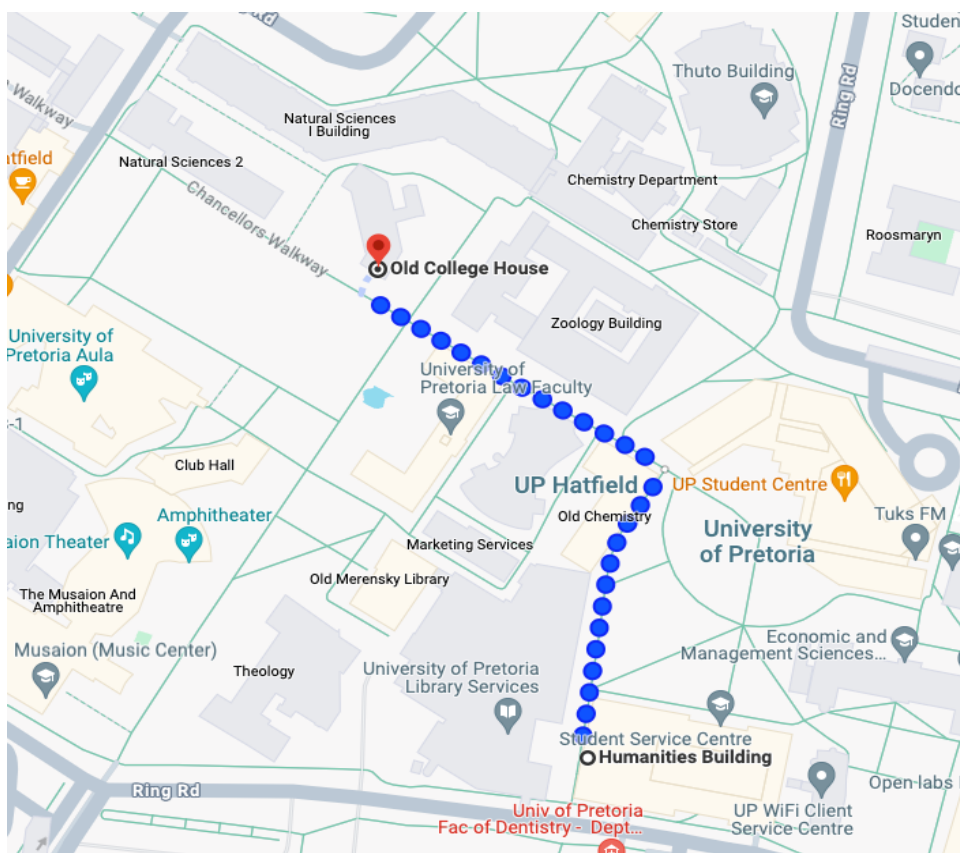 Rd
Student
Thuto Building
Docendo
Walkway
Ring Rd
Natural Sciences
I Building
Natural Sciences 2
Chemistry Department
Chancellors Walkway
Chemistry Store
Roosmaryn
Old College House
Zoology Building
University of
Pretoria Aula
University of
Pretoria Law Faculty
-1
Club Hall
UP Hatfield
UP Student Centre
Amphitheater
Old Chemistry
Tuks FM
University
of Pretoria
Marketing Services
Old Merensky Library
The Musaion And
Amphitheatre
Musaion (Music Center)
Theology
University of Pretoria
Library Services
Economic and
Management Sciences...
Student Service Centre
Humanities Building
Open labs
Ring Rd
Univ of Pretoria
Fac of Dentistry - Dept...
UP WiFi Client
Service Centre